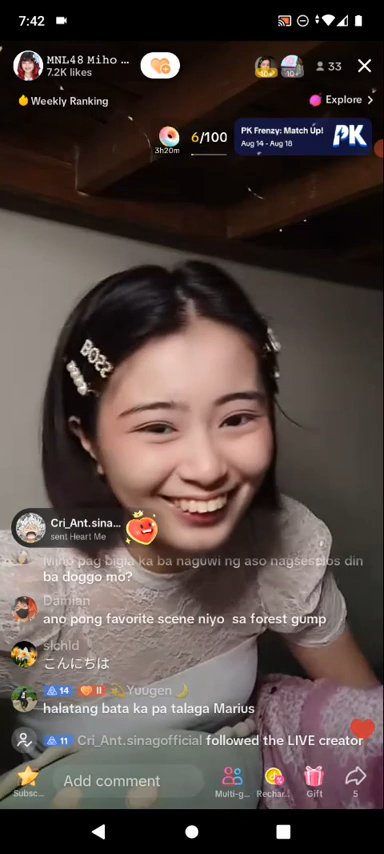 7:42
MNL48 Miho ...
7.2K likes
10+
10+
33
Weekly Ranking
Explore
3h20m
6/100
PK Frenzy: Match Up!
Aug 14 - Aug 18
PK
BOSS
Cri_Ant.sina...
sent Heart Me
Miho pag bigla ka ba naguwi ng aso nagseselos din
ba doggo mo?
Damian
ano pong favorite scene niyo sa forest gump
slchld
こんにちは
14 II 💫Yuugen 🌙
halatang bata ka pa talaga Marius
11 Cri_Ant.sinagofficial followed the LIVE creator
Add comment
Subsc...
Multi-g...
Rechar...
Gift
5